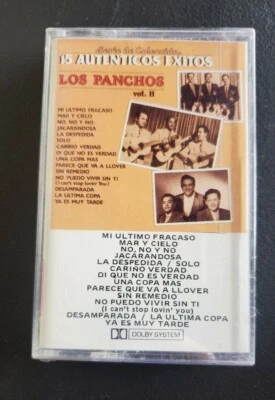 Serie de Colección
15 AUTENTICOS EXITOS
LOS PANCHOS
vol. II
MI ULTIMO FRACASO
MAR Y CIELO
NO, NO Y NO
JACARANDOSA
LA DESPEDIDA
SOLO
CARIÑO VERDAD
DI QUE NO ES VERDAD
UNA COPA MAS
PARECE QUE VA A LLOVER
SIN REMEDIO
NO PUEDO VIVIR SIN TI
(I can't stop lovin' You)
DESAMPARADA
LA ULTIMA COPA
YA ES MUY TARDE
MI ULTIMO FRACASO
MAR Y CIELO
NO, NO Y NO
JACARANDOSA
LA DESPEDIDA / SOLO
CARIÑO VERDAD
DI QUE NO ES VERDAD
UNA COPA MAS
PARECE QUE VA A LLOVER
SIN REMEDIO
NO PUEDO VIVIR SIN TI
(I can't stop lovin' you)
DESAMPARADA / LA ULTIMA COPA
YA ES MUY TARDE
DOLBY SYSTEM